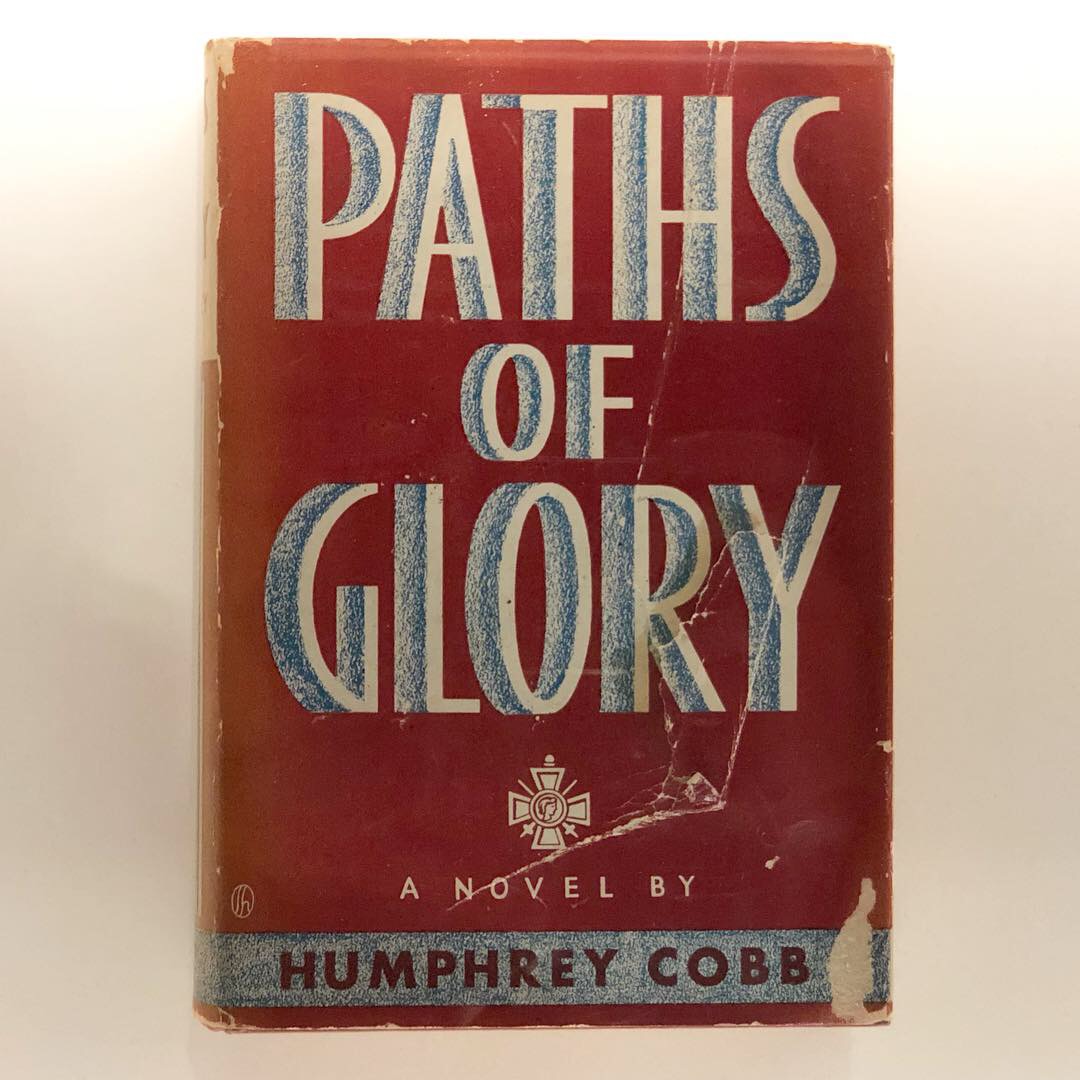 PATHS
OF
GLORY
A NOVEL BY
HUMPHREY COBB